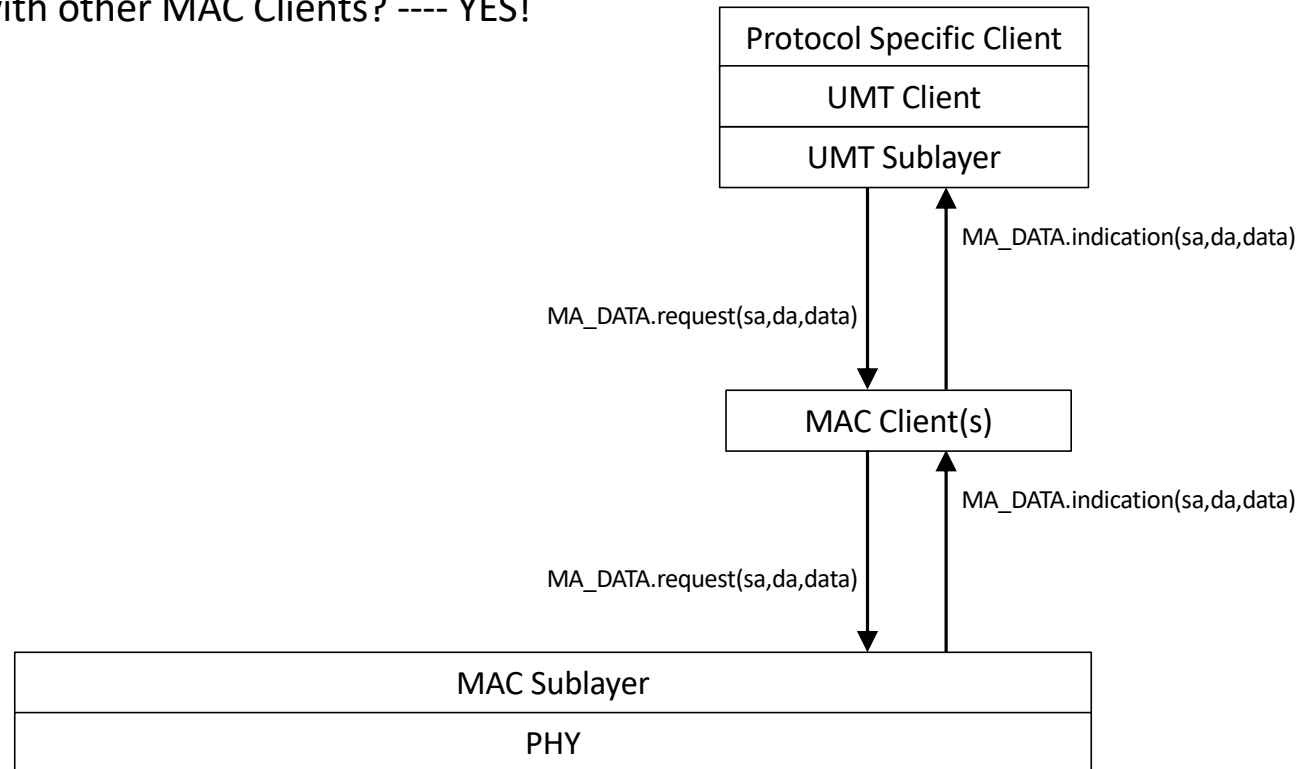 with other MAC Clients? ---- YES!
Protocol Specific Client
UMT Client
UMT Sublayer
MA_DATA.indication(sa,da,data)
MA_DATA.request(sa,da,data)
MAC Client(s)
MA_DATA.indication(sa,da,data)
MA_DATA.request(sa,da,data)
MAC Sublayer
PHY